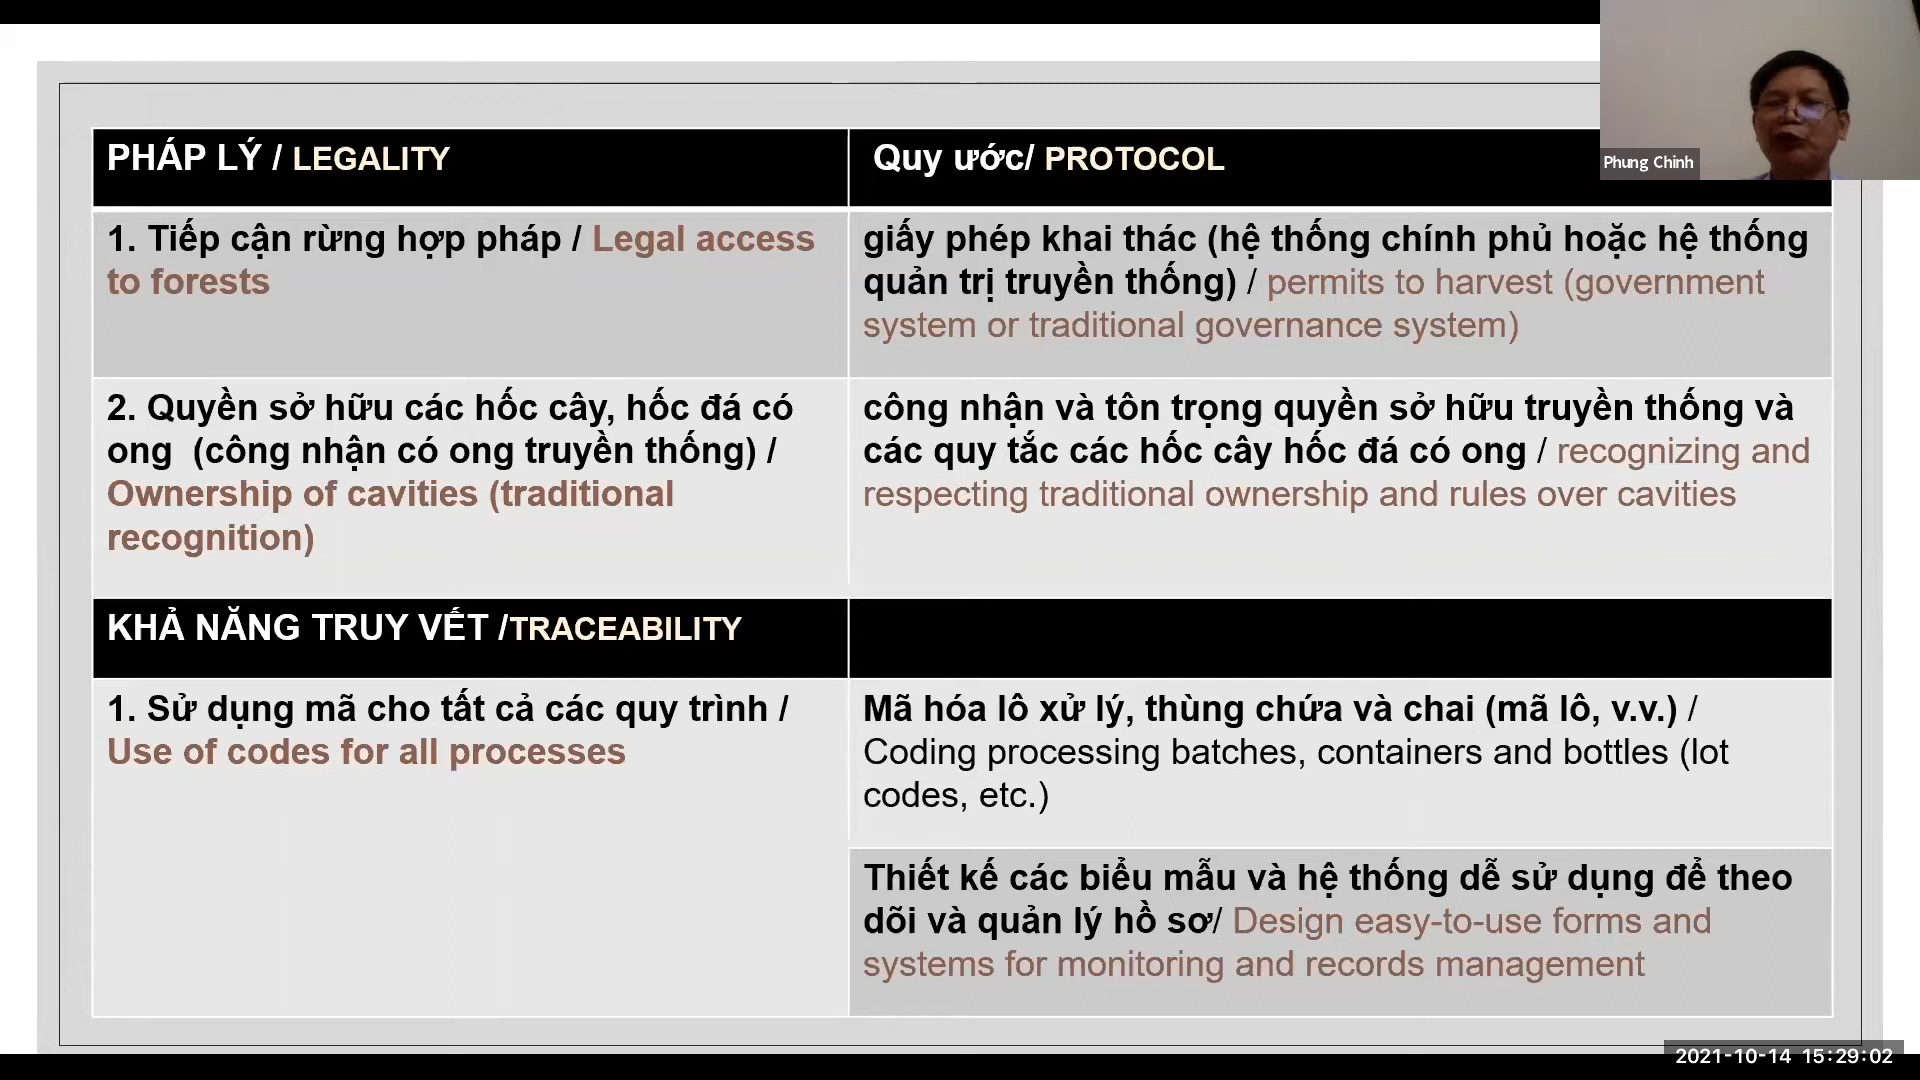 PHÁP LÝ / LEGALITY
Quy ước/ PROTOCOL
Phung Chinh
1. Tiếp cận rừng hợp pháp / Legal access
to forests
giấy phép khai thác (hệ thống chính phủ hoặc hệ thống
quản trị truyền thống) / permits to harvest (government
system or traditional governance system)
2. Quyền sở hữu các hốc cây, hốc đá có
ong (công nhận có ong truyền thống) /
Ownership of cavities (traditional
recognition)
công nhận và tôn trọng quyền sở hữu truyền thống và
các quy tắc các hốc cây hốc đá có ong / recognizing and
respecting traditional ownership and rules over cavities
KHẢ NĂNG TRUY VẾT /TRACEABILITY
1. Sử dụng mã cho tất cả các quy trình /
Use of codes for all processes
Mã hóa lô xử lý, thùng chứa và chai (mã lô, v.v.) /
Coding processing batches, containers and bottles (lot
codes, etc.)
Thiết kế các biểu mẫu và hệ thống dễ sử dụng để theo
dõi và quản lý hồ sơ/ Design easy-to-use forms and
systems for monitoring and records management
2021-10-14 15:29:02